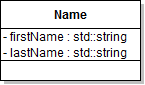 Name
- firstName : std::string
- lastName : std::string